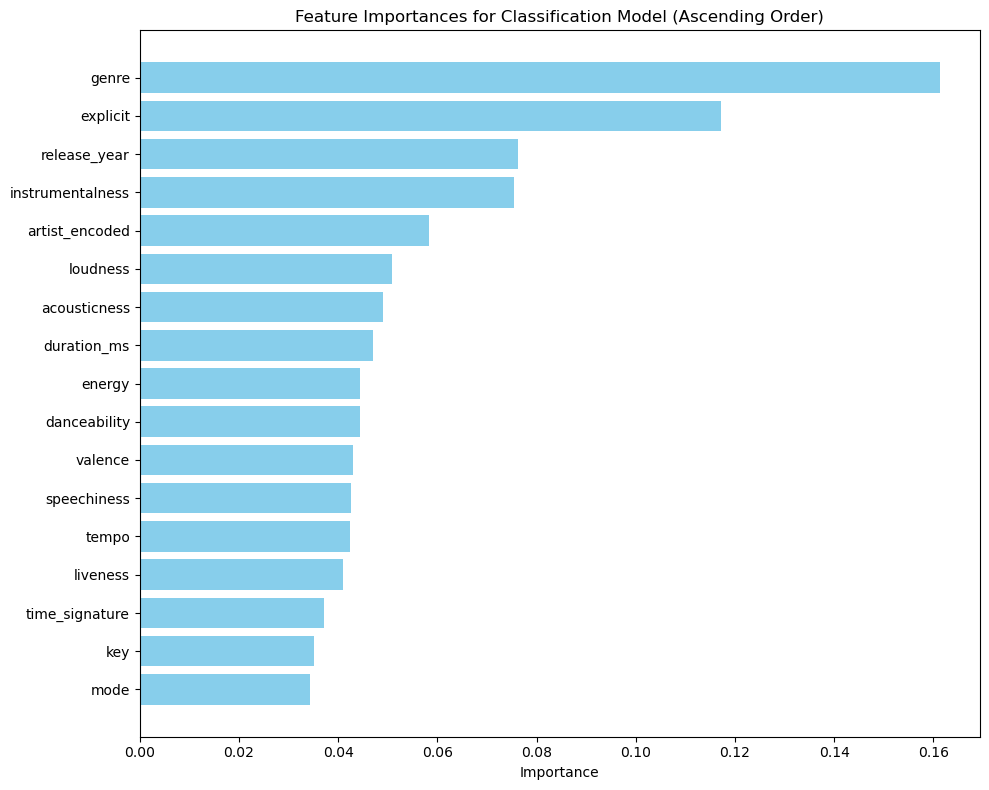 Feature Importances for Classification Model (Ascending Order)
genre
explicit
release_year
instrumentalness
artist_encoded
loudness
acousticness
duration_ms
energy
danceability
valence
speechiness
tempo
liveness
time_signature
key
mode
0.00 0.02 0.04 0.06 0.08 0.10 0.12 0.14 0.16
Importance